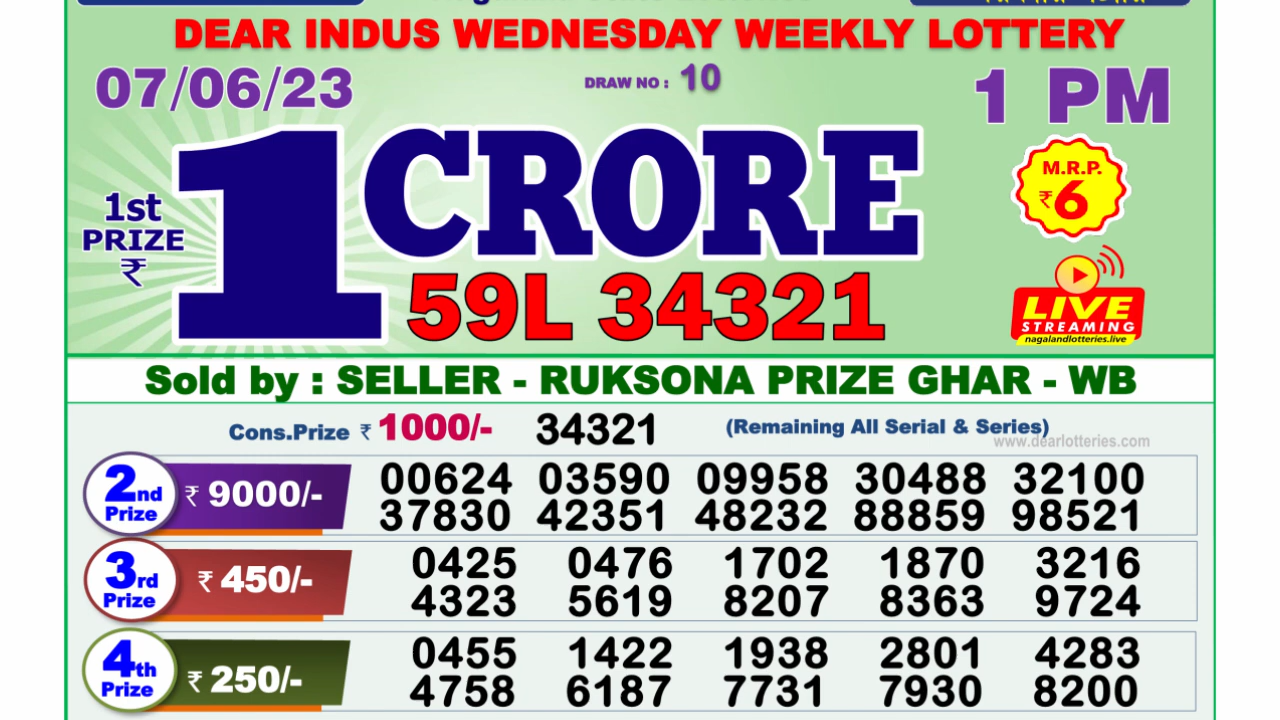 DEAR INDUS WEDNESDAY WEEKLY LOTTERY
07/06/23
DRAW NO : 10
1 PM
1st
PRIZE
₹
1 CRORE
59L 34321
M.R.P.
₹6
LIVE
STREAMING
nagalandlotteries.live
Sold by : SELLER - RUKSONA PRIZE GHAR - WB
Cons.Prize ₹ 1000/- 34321 (Remaining All Serial & Series)
www.dearlotteries.com
2nd Prize ₹ 9000/-
00624 03590 09958 30488 32100
37830 42351 48232 88859 98521
3rd Prize ₹ 450/-
0425 0476 1702 1870 3216
4323 5619 8207 8363 9724
4th Prize ₹ 250/-
0455 1422 1938 2801 4283
4758 6187 7731 7930 8200